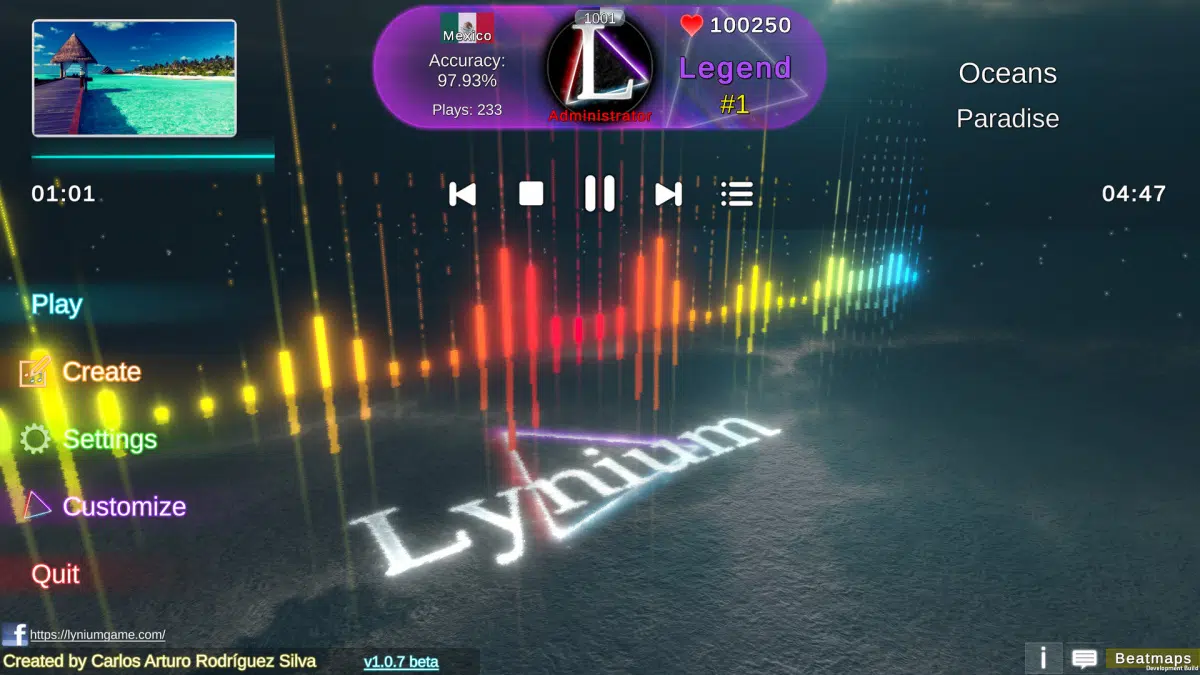 Mexico
Accuracy:
97.93%
Plays: 233
1001
L
Administrator
100250
Legend
#1
Oceans
Paradise
01:01
04:47
Play
Create
Settings
Customize
Quit
Lynium
https://lyniumgame.com/
Created by Carlos Arturo Rodríguez Silva
v1.0.7 beta
Beatmaps
Development Build